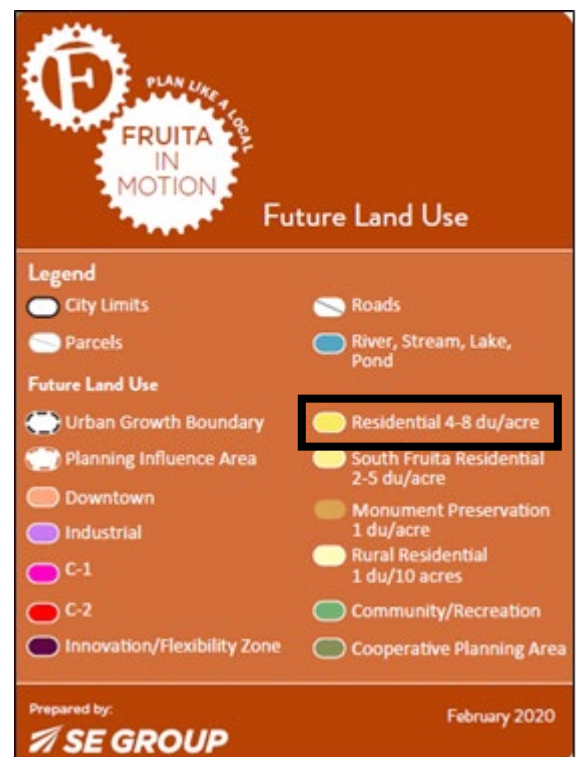 F
PLAN LIKE A LOCAL
FRUITA
IN
MOTION
Future Land Use
Legend
City Limits
Parcels
Roads
River, Stream, Lake,
Pond
Future Land Use
Urban Growth Boundary
Planning Influence Area
Downtown
Industrial
C-1
C-2
Innovation/Flexibility Zone
Residential 4-8 du/acre
South Fruita Residential
2-5 du/acre
Monument Preservation
1 du/acre
Rural Residential
1 du/10 acres
Community/Recreation
Cooperative Planning Area
Prepared by:
SE GROUP
February 2020